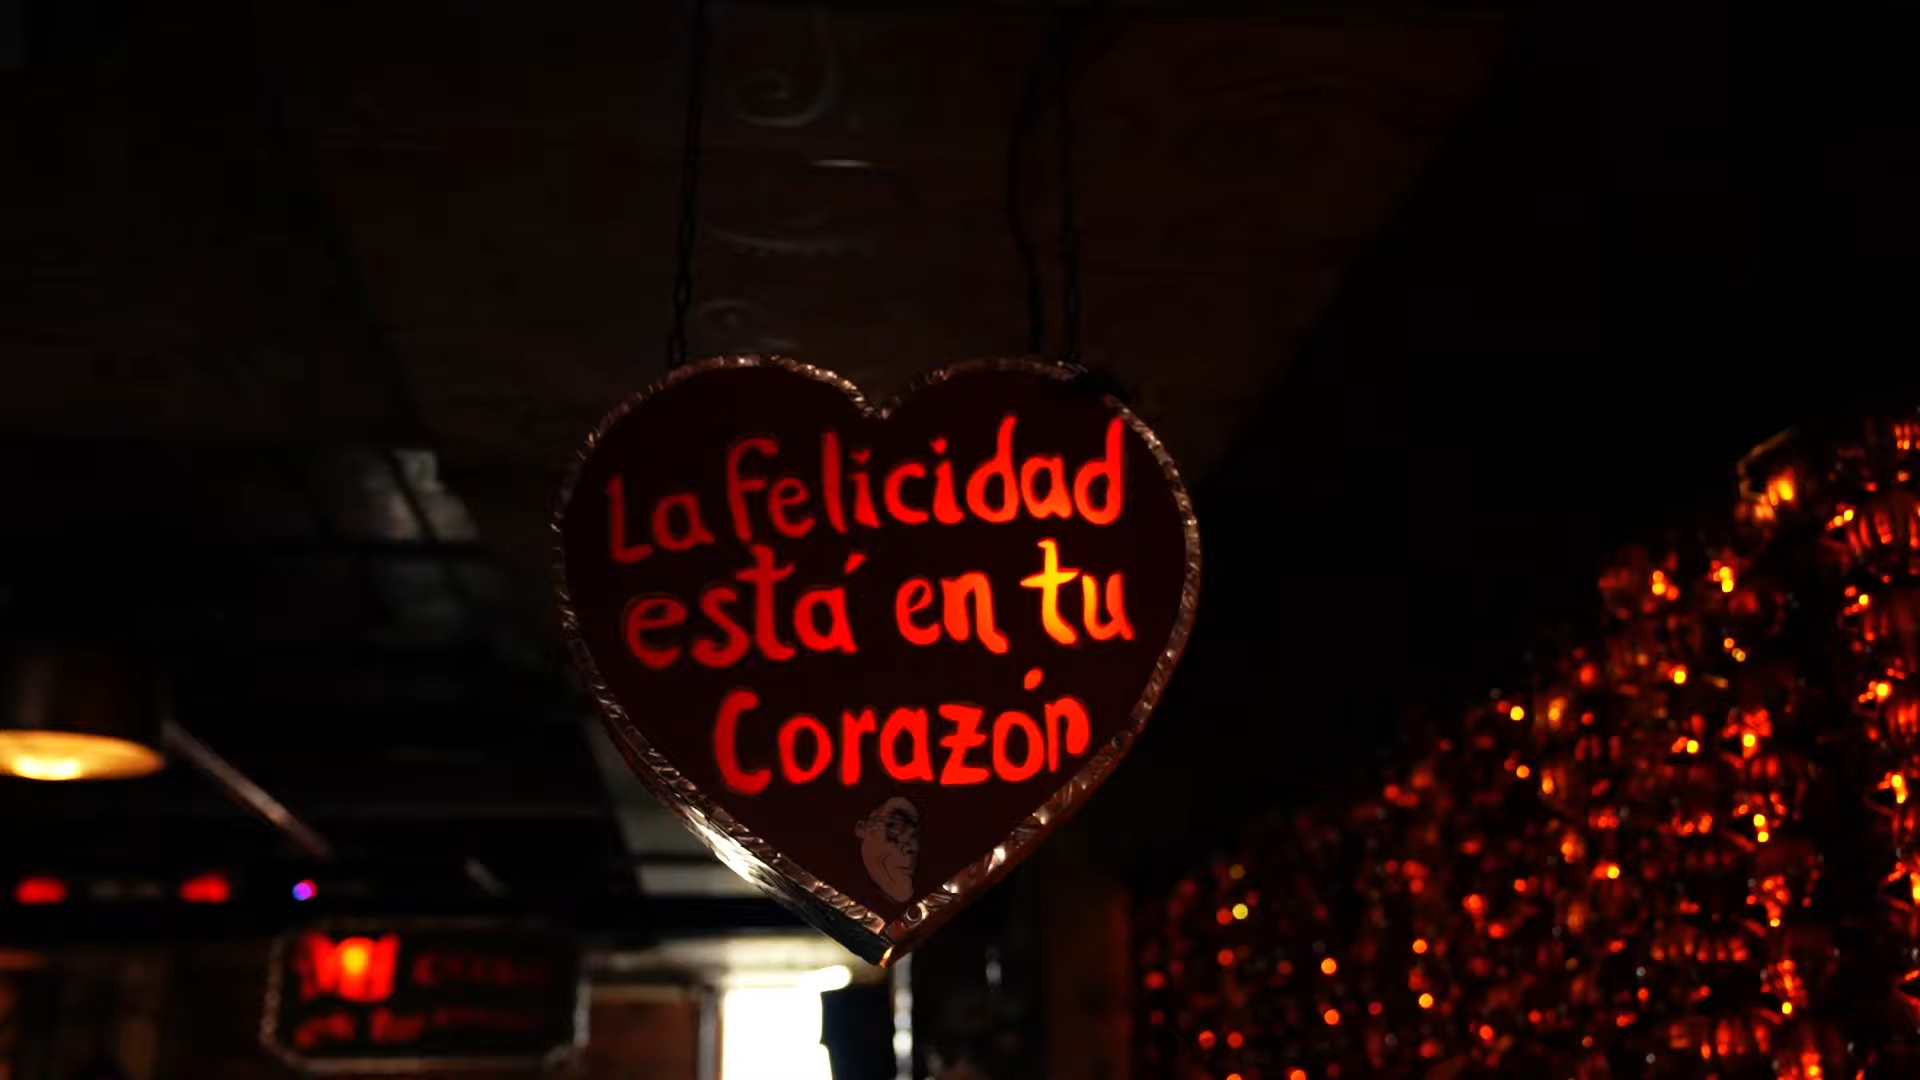 La felicidad
está en tu
Corazón